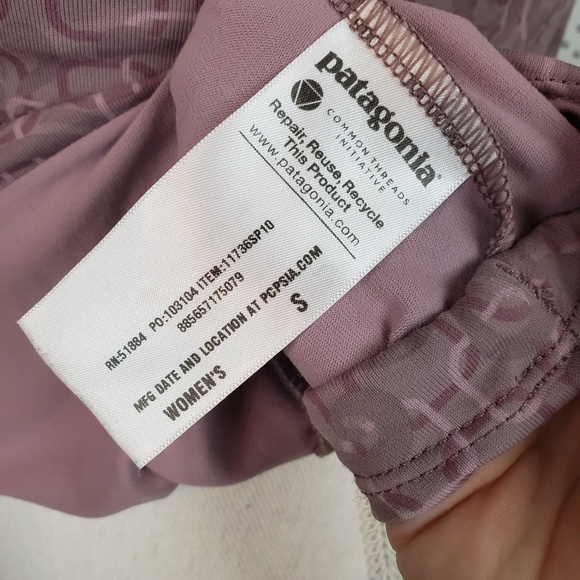 patagonia®
COMMON THREADS
INITIATIVE
Repair, Reuse, Recycle
This Product
www.patagonia.com
RN:51884 PO:103104 ITEM:11736SP10
885657175079
MFG DATE AND LOCATION AT PCPSIA.COM
WOMEN'S S